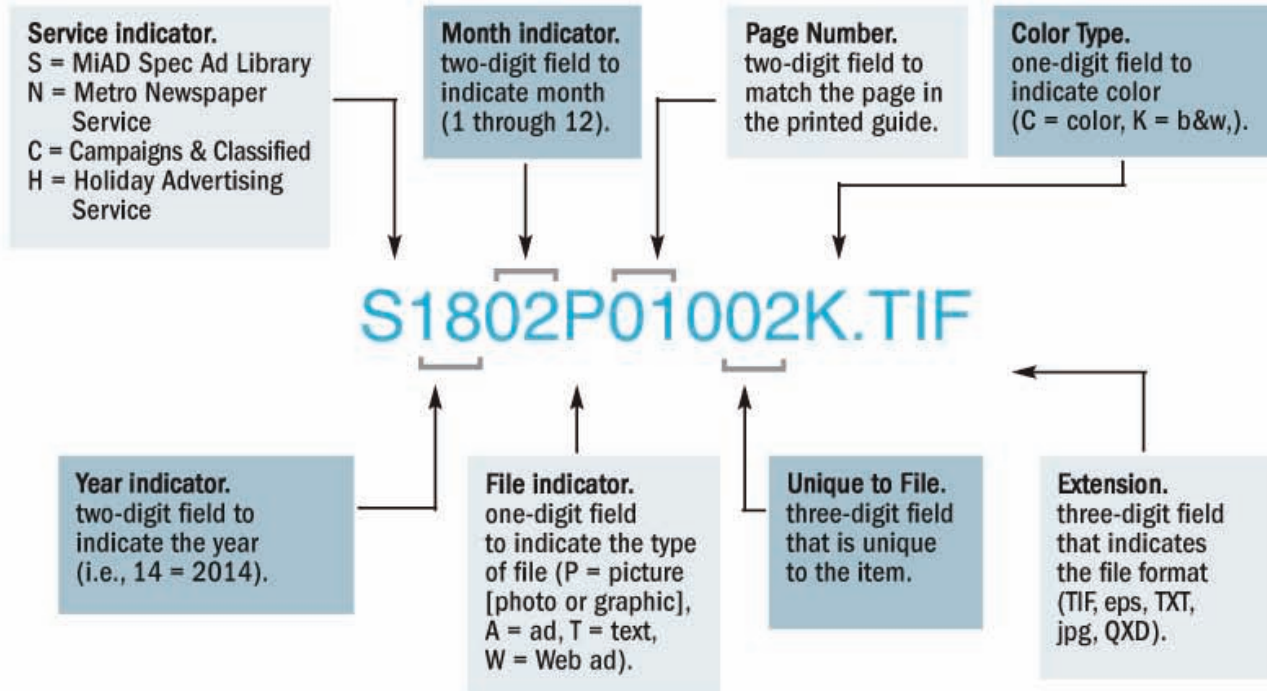 Service indicator.
S = MiAD Spec Ad Library
N = Metro Newspaper
Service
C = Campaigns & Classified
H = Holiday Advertising
Service
Month indicator.
two-digit field to
indicate month
(1 through 12).
Page Number.
two-digit field to
match the page in
the printed guide.
Color Type.
one-digit field to
indicate color
(C = color, K = b&w,).
S1802P01002K.TIF
Year indicator.
two-digit field to
indicate the year
(i.e., 14 = 2014).
File indicator.
one-digit field
to indicate the type
of file (P = picture
[photo or graphic],
A = ad, T = text,
W = Web ad).
Unique to File.
three-digit field
that is unique
to the item.
Extension.
three-digit field
that indicates
the file format
(TIF, eps, TXT,
jpg, QXD).